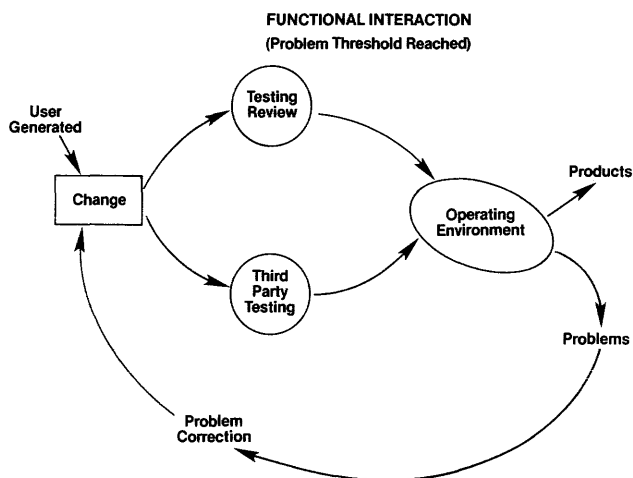 FUNCTIONAL INTERACTION
(Problem Threshold Reached)
User
Generated
Change
Testing
Review
Third
Party
Testing
Operating
Environment
Products
Problems
Problem
Correction